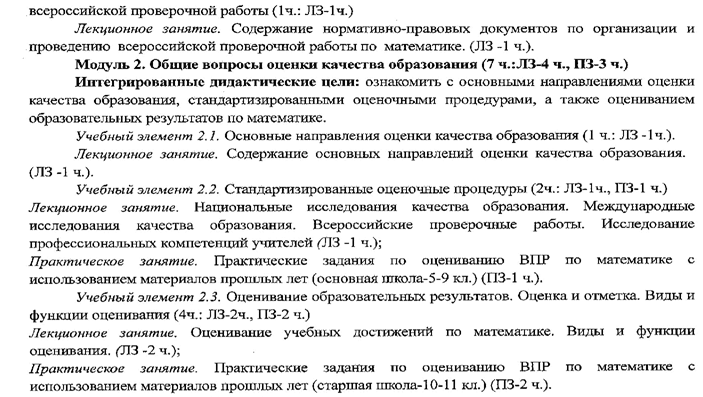 всероссийской проверочной работы (1ч.: ЛЗ-1ч.)
Лекционное занятие. Содержание нормативно-правовых документов по организации и
проведению всероссийской проверочной работы по математике. (ЛЗ -1 ч.).
Модуль 2. Общие вопросы оценки качества образования (7 ч.:ЛЗ-4 ч., ПЗ-3 ч.)
Интегрированные дидактические цели: ознакомить с основными направлениями оценки
качества образования, стандартизированными оценочными процедурами, а также оцениванием
образовательных результатов по математике.
Учебный элемент 2.1. Основные направления оценки качества образования (1 ч.: ЛЗ -1ч.).
Лекционное занятие. Содержание основных направлений оценки качества образования.
(ЛЗ -1 ч.).
Учебный элемент 2.2. Стандартизированные оценочные процедуры (2ч.: ЛЗ-1ч., ПЗ-1 ч.)
Лекционное занятие. Национальные исследования качества образования. Международные
исследования качества образования. Всероссийские проверочные работы. Исследование
профессиональных компетенций учителей (ЛЗ -1 ч.);
Практическое занятие. Практические задания по оцениванию ВПР по математике с
использованием материалов прошлых лет (основная школа-5-9 кл.) (ПЗ-1 ч.).
Учебный элемент 2.3. Оценивание образовательных результатов. Оценка и отметка. Виды и
функции оценивания (4ч.: ЛЗ-2ч., ПЗ-2 ч.)
Лекционное занятие. Оценивание учебных достижений по математике. Виды и функции
оценивания. (ЛЗ -2 ч.);
Практическое занятие. Практические задания по оцениванию ВПР по математике с
использованием материалов прошлых лет (старшая школа-10-11 кл.) (ПЗ-2 ч.).